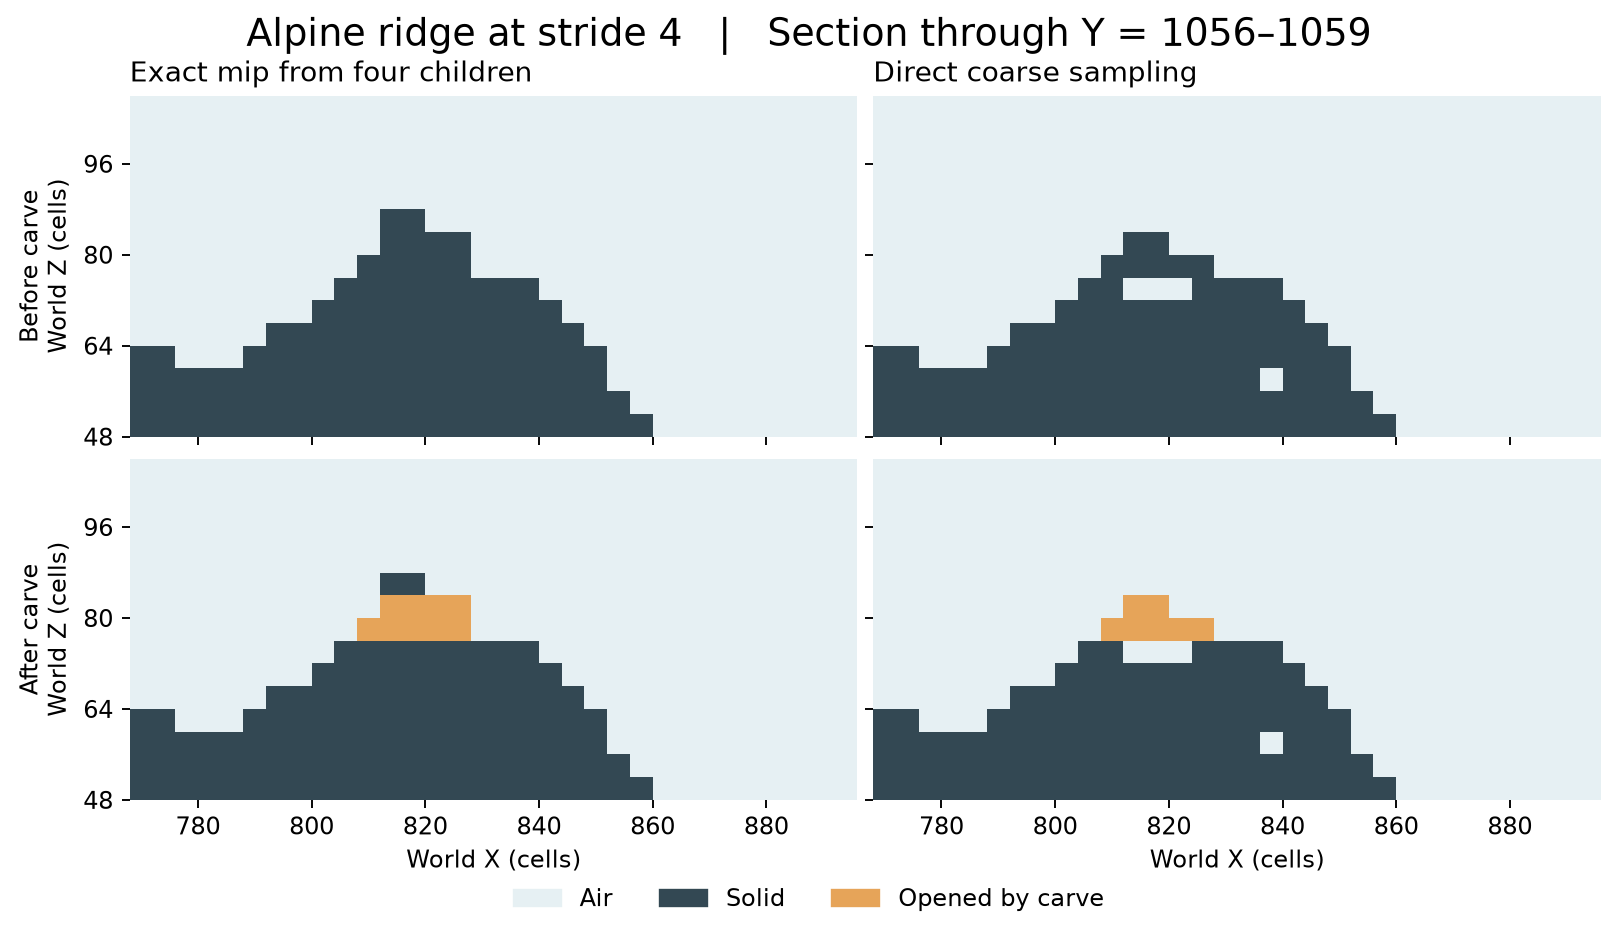 Alpine ridge at stride 4 | Section through Y = 1056–1059
Exact mip from four children
Direct coarse sampling
Before carve
World Z (cells)
96
80
64
48
After carve
World Z (cells)
96
80
64
48
780 800 820 840 860 880
780 800 820 840 860 880
World X (cells)
World X (cells)
Air Solid Opened by carve